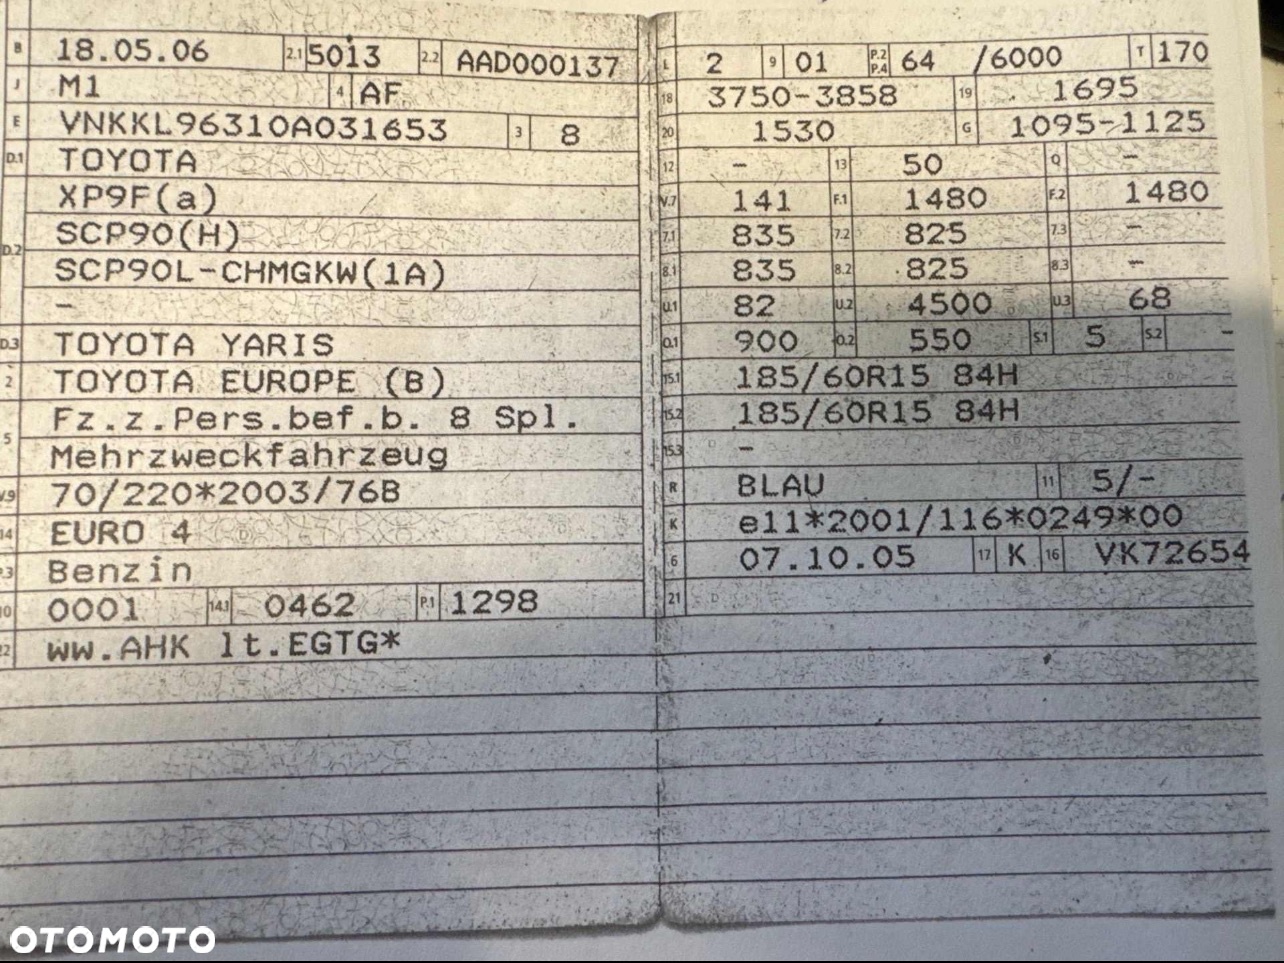 B 18.05.06 2.1 5013 2.2 AAD000137
J M1 4 AF
E VNKKL96310A031653 3 8
D.1 TOYOTA
XP9F(a)
D.2 SCP90(H)
SCP90L-CHMGKW(1A)
-
D.3 TOYOTA YARIS
2 TOYOTA EUROPE (B)
5 Fz.z.Pers.bef.b. 8 Spl.
Mehrzweckfahrzeug
V.9 70/220*2003/76B
14 EURO 4
P.3 Benzin
10 0001 14.1 0462 P.1 1298
22 ww.AHK lt.EGTG*
L 2 9 01 P.2 P.4 64 /6000 T 170
18 3750-3858 19 1695
20 1530 G 1095-1125
12 - 13 50 Q -
V.7 141 F.1 1480 F.2 1480
7.1 835 7.2 825 7.3 -
8.1 835 8.2 825 8.3 -
U.1 82 U.2 4500 U.3 68
O.1 900 O.2 550 S.1 5 S.2 -
15.1 185/60R15 84H
15.2 185/60R15 84H
15.3 -
R BLAU 11 5/-
K e11*2001/116*0249*00
6 07.10.05 17 K 16 VK72654
21
OTOMOTO